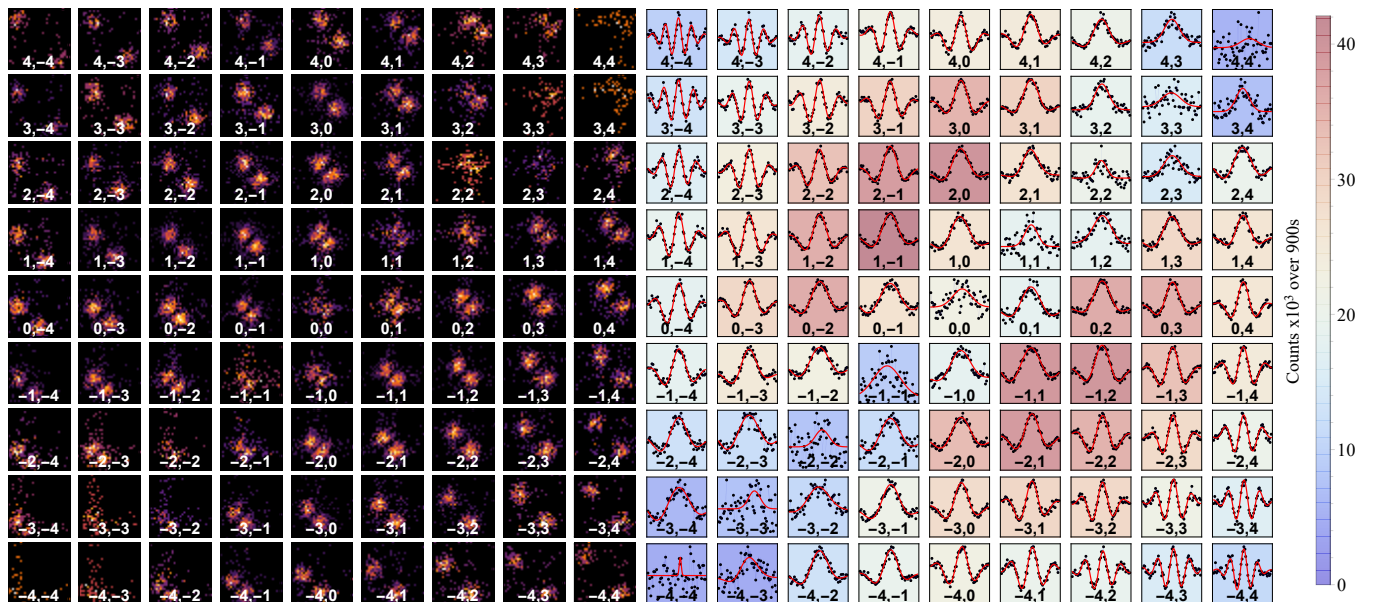 4,−4 4,−3 4,−2 4,−1 4,0 4,1 4,2 4,3 4,4 4,−4 4,−3 4,−2 4,−1 4,0 4,1 4,2 4,3 4,4
3,−4 3,−3 3,−2 3,−1 3,0 3,1 3,2 3,3 3,4 3,−4 3,−3 3,−2 3,−1 3,0 3,1 3,2 3,3 3,4
2,−4 2,−3 2,−2 2,−1 2,0 2,1 2,2 2,3 2,4 2,−4 2,−3 2,−2 2,−1 2,0 2,1 2,2 2,3 2,4
1,−4 1,−3 1,−2 1,−1 1,0 1,1 1,2 1,3 1,4 1,−4 1,−3 1,−2 1,−1 1,0 1,1 1,2 1,3 1,4
0,−4 0,−3 0,−2 0,−1 0,0 0,1 0,2 0,3 0,4 0,−4 0,−3 0,−2 0,−1 0,0 0,1 0,2 0,3 0,4
−1,−4 −1,−3 −1,−2 −1,−1 −1,0 −1,1 −1,2 −1,3 −1,4 −1,−4 −1,−3 −1,−2 −1,−1 −1,0 −1,1 −1,2 −1,3 −1,4
−2,−4 −2,−3 −2,−2 −2,−1 −2,0 −2,1 −2,2 −2,3 −2,4 −2,−4 −2,−3 −2,−2 −2,−1 −2,0 −2,1 −2,2 −2,3 −2,4
−3,−4 −3,−3 −3,−2 −3,−1 −3,0 −3,1 −3,2 −3,3 −3,4 −3,−4 −3,−3 −3,−2 −3,−1 −3,0 −3,1 −3,2 −3,3 −3,4
−4,−4 −4,−3 −4,−2 −4,−1 −4,0 −4,1 −4,2 −4,3 −4,4 −4,−4 −4,−3 −4,−2 −4,−1 −4,0 −4,1 −4,2 −4,3 −4,4
Counts x10³ over 900s
40
30
20
10
0